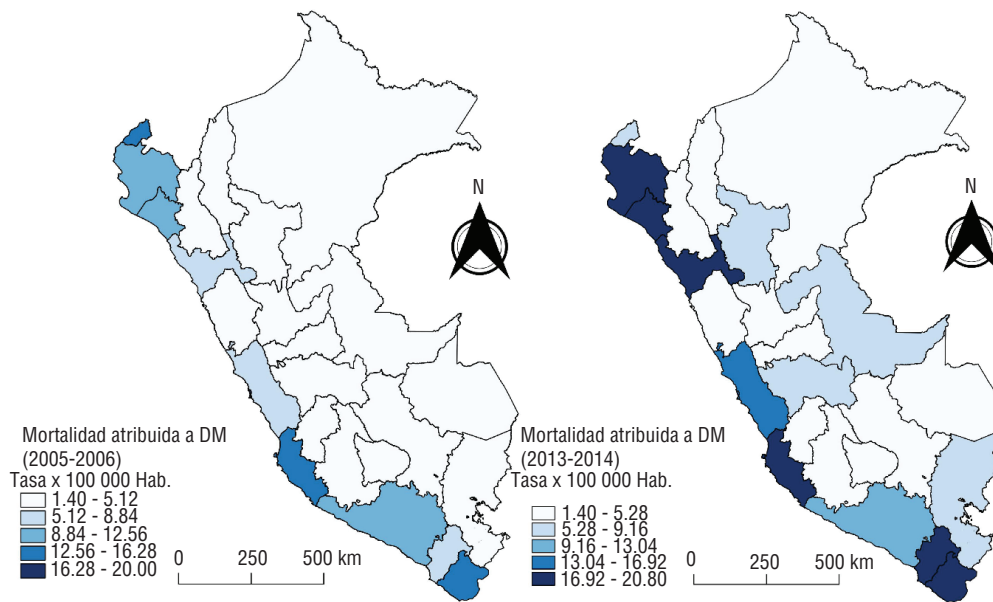 N
Mortalidad atribuida a DM
(2005-2006)
Tasa x 100 000 Hab.
1.40 - 5.12
5.12 - 8.84
8.84 - 12.56
12.56 - 16.28
16.28 - 20.00
0 250 500 km
N
Mortalidad atribuida a DM
(2013-2014)
Tasa x 100 000 Hab.
1.40 - 5.28
5.28 - 9.16
9.16 - 13.04
13.04 - 16.92
16.92 - 20.80
0 250 500 km